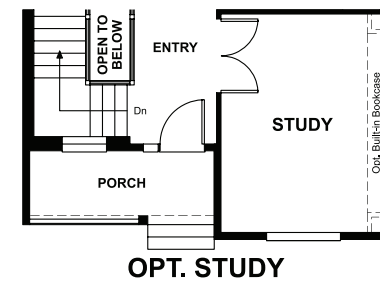 OPEN TO
BELOW
ENTRY
Dn
STUDY
Opt. Built-in Bookcase
PORCH
OPT. STUDY